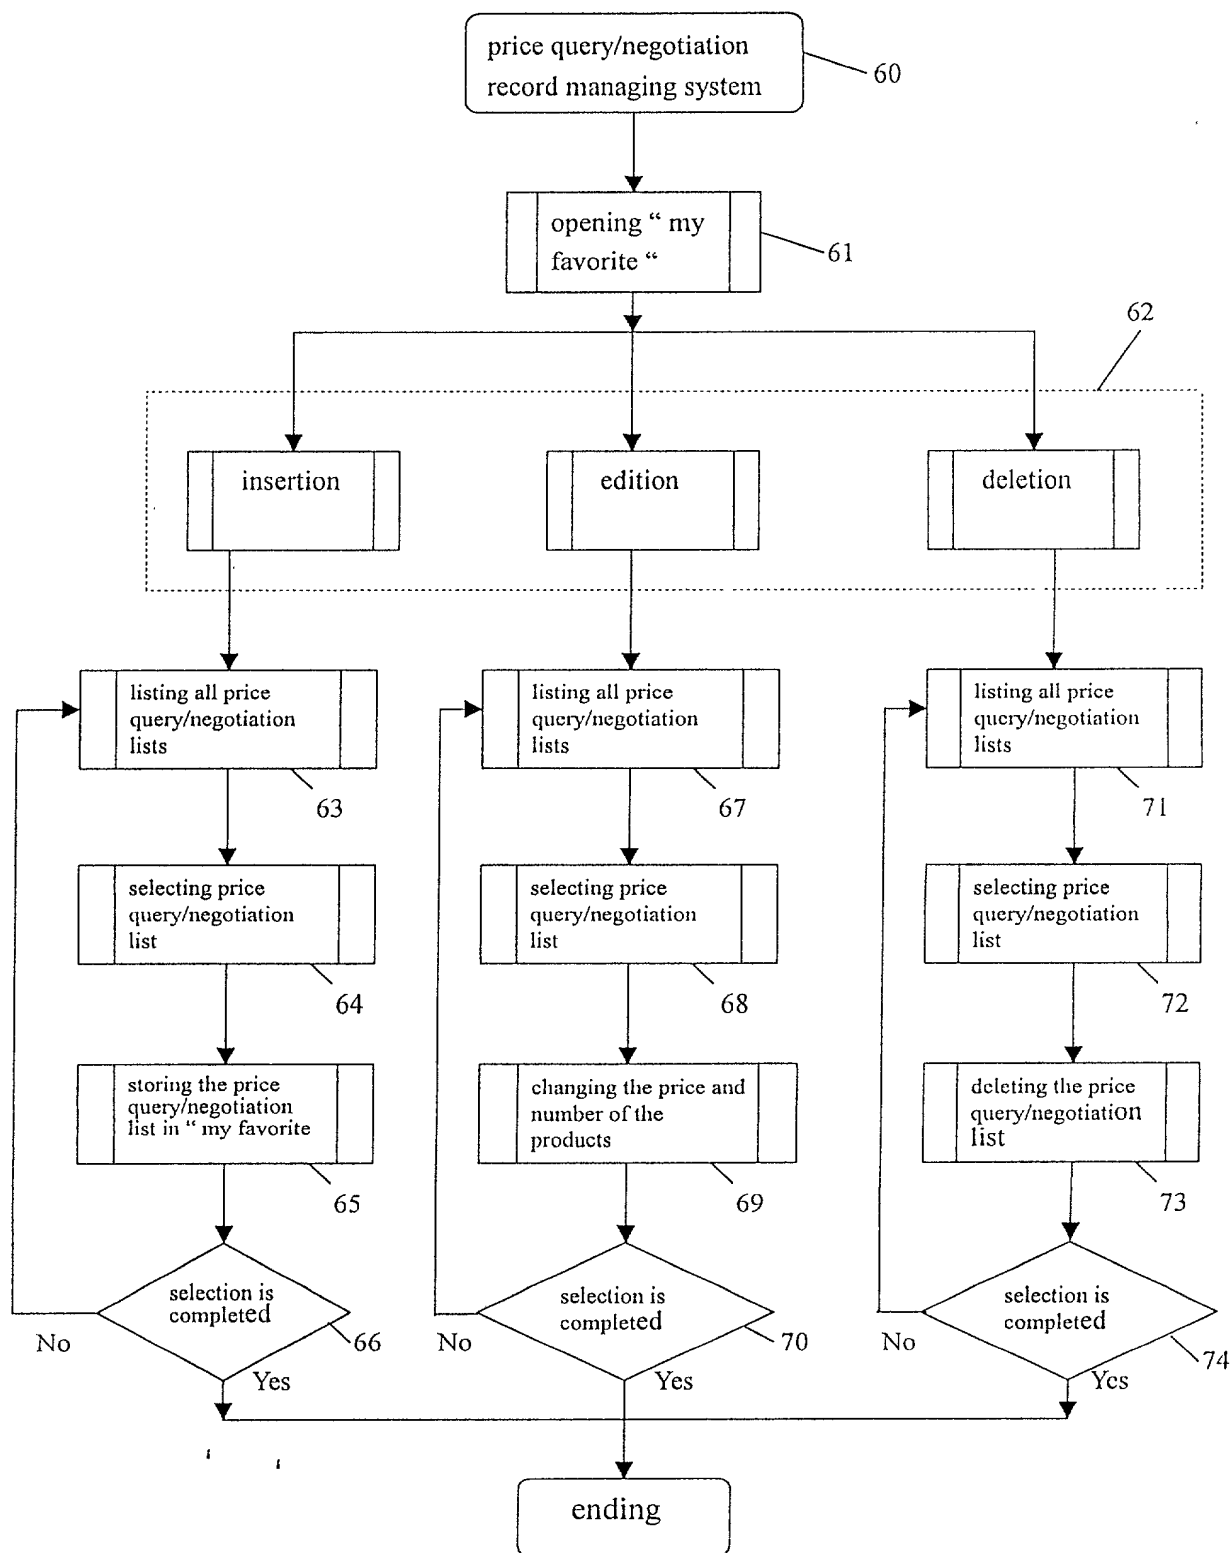 price query/negotiation
record managing system
60
opening “ my
favorite “
61
62
insertion
edition
deletion
listing all price
query/negotiation
lists
63
listing all price
query/negotiation
lists
67
listing all price
query/negotiation
lists
71
selecting price
query/negotiation
list
64
selecting price
query/negotiation
list
68
selecting price
query/negotiation
list
72
storing the price
query/negotiation
list in “ my favorite
65
changing the price and
number of the
products
69
deleting the price
query/negotiation
list
73
selection is
completed
66
No
Yes
selection is
completed
70
No
Yes
selection is
completed
74
No
Yes
ending